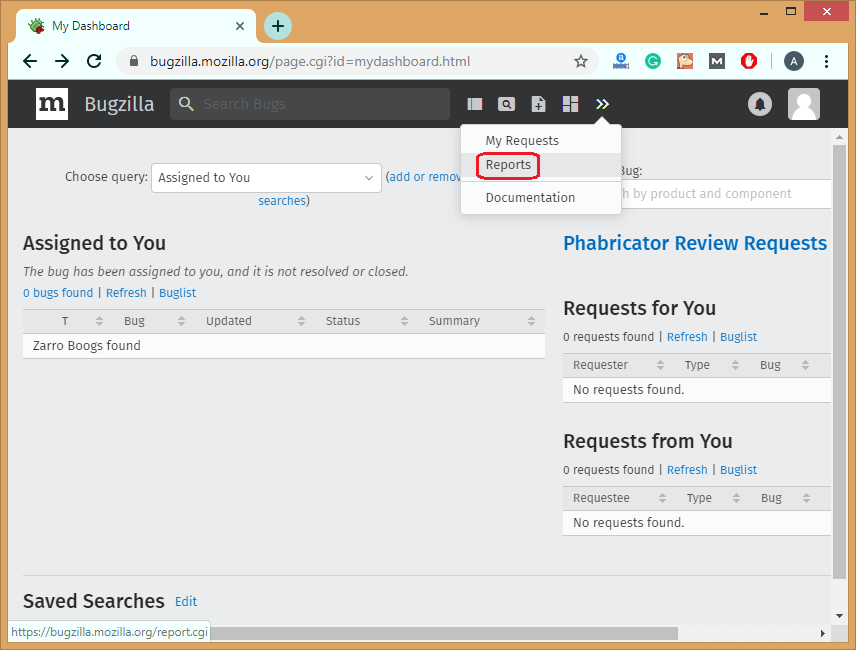 My Dashboard
bugzilla.mozilla.org/page.cgi?id=mydashboard.html
A
m Bugzilla Search Bugs
My Requests
Reports
Documentation
Choose query: Assigned to You (add or remov
searches)
Bug:
h by product and component
Assigned to You
The bug has been assigned to you, and it is not resolved or closed.
0 bugs found | Refresh | Buglist
T Bug Updated Status Summary
Zarro Boogs found
Phabricator Review Requests
Requests for You
0 requests found | Refresh | Buglist
Requester Type Bug
No requests found.
Requests from You
0 requests found | Refresh | Buglist
Requestee Type Bug
No requests found.
Saved Searches Edit
https://bugzilla.mozilla.org/report.cgi